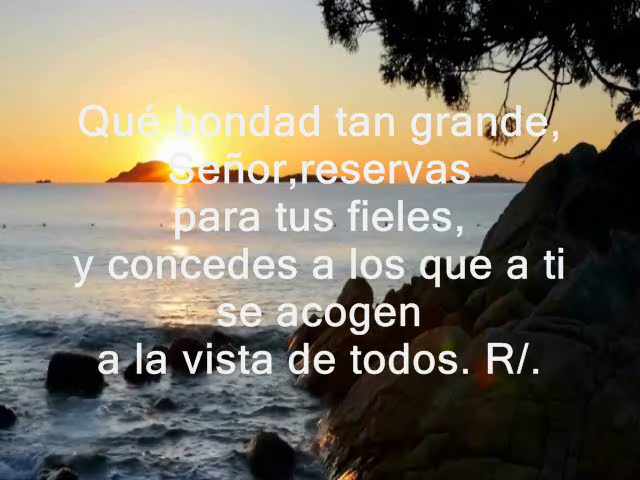 Qué bondad tan grande,
Señor,reservas
para tus fieles,
y concedes a los que a ti
se acogen
a la vista de todos. R/.